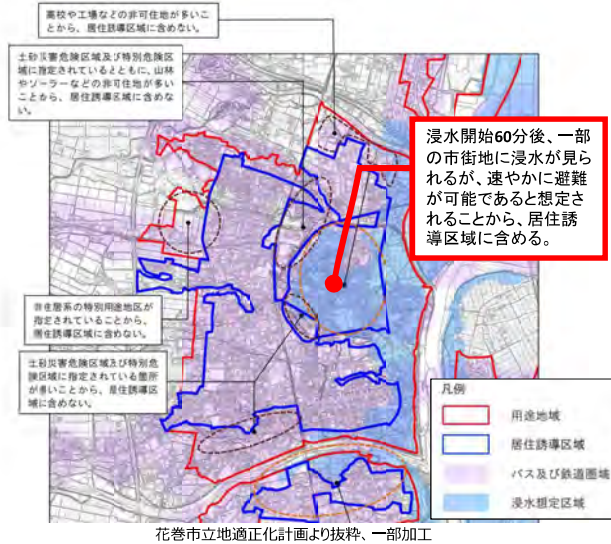 高校や工場などの非可住地が多いこ
とから、居住誘導区域に含めない。
土砂災害危険区域及び特別危険区
域に指定されているとともに、山林
やソーラーなどの非可住地が多い
ことから、居住誘導区域に含めな
い。
浸水開始60分後、一部
の市街地に浸水が見ら
れるが、速やかに避難
が可能であると想定さ
れることから、居住誘
導区域に含める。
非住居系の特別用途地区が
指定されていることから、
居住誘導区域に含めない。
土砂災害危険区域及び特別危
険区域に指定されている箇所
が多いことから、居住誘導区
域に含めない。
凡例
用途地域
居住誘導区域
バス及び鉄道圏域
浸水想定区域
花巻市立地適正化計画より抜粋、一部加工